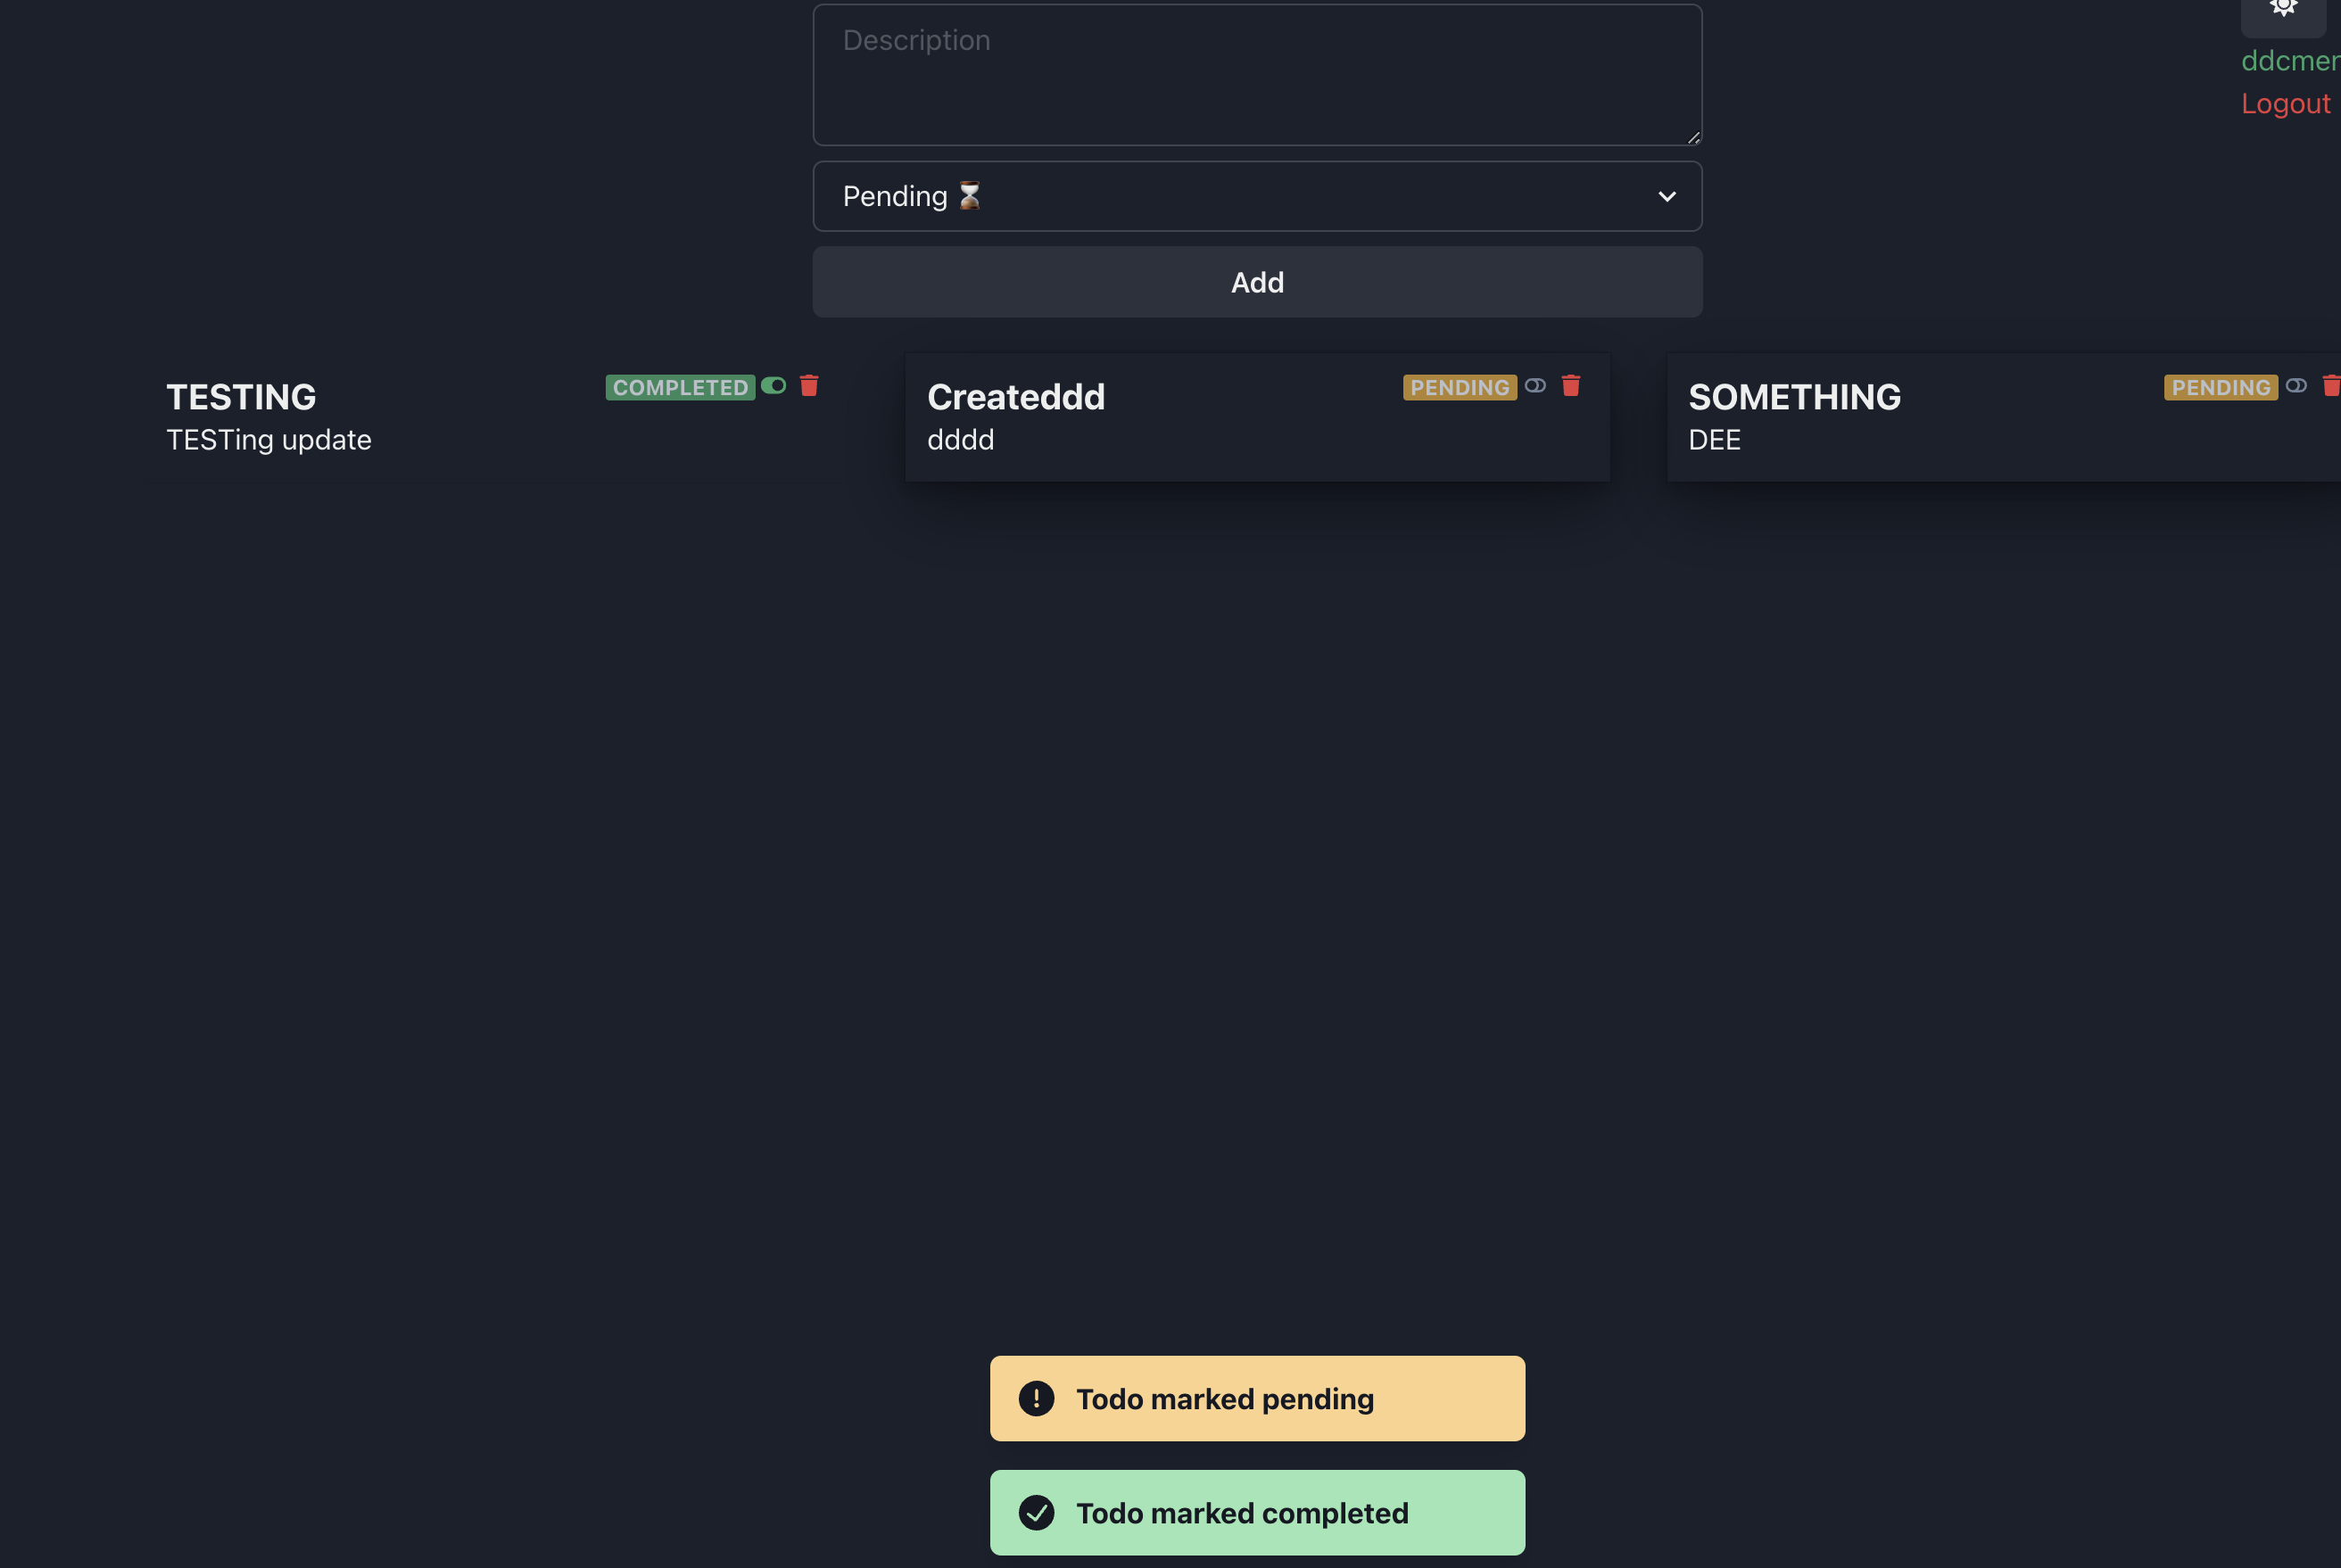 Description
ddcmer
Logout
Pending ⌛
Add
TESTING COMPLETED
TESTing update
Createddd PENDING
dddd
SOMETHING PENDING
DEE
Todo marked pending
Todo marked completed